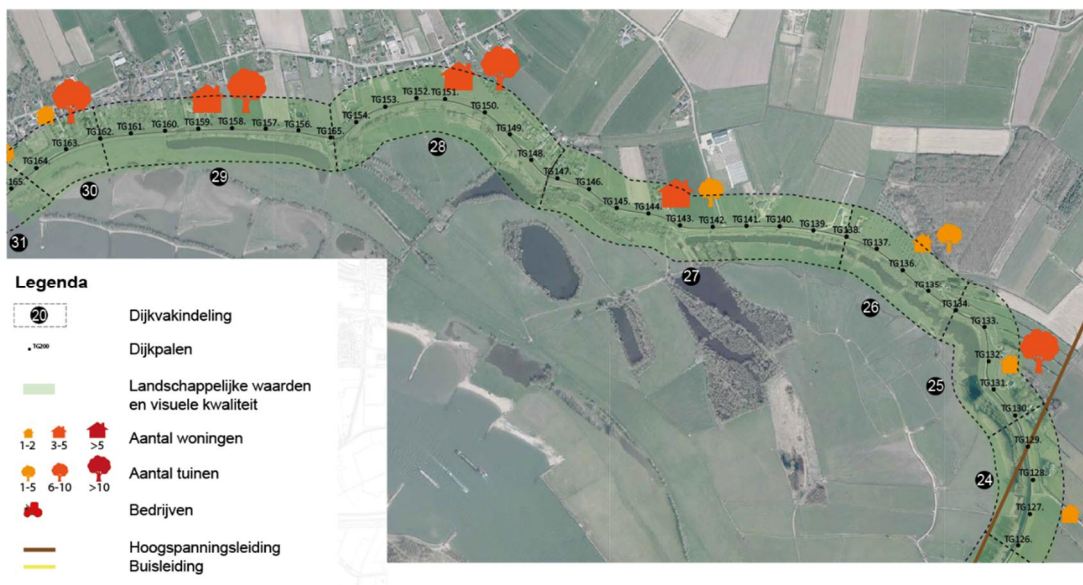 TG152.
TG151.
TG153.
TG150.
TG154.
TG158.
TG157.
TG156.
TG159.
TG160.
TG161.
TG162.
TG165.
TG149.
TG163.
28
TG148.
TG164.
TG147.
30
29
TG146.
165.
TG145.
TG144.
TG143.
TG142.
TG141.
TG140.
TG139.
TG138.
31
TG137.
TG136.
27
TG135.
26
TG134.
TG133.
TG132.
25
TG131.
TG130.
TG129.
24
TG128.
TG127.
TG126.
Legenda
20 Dijkvakindeling
TG200 Dijkpalen
Landschappelijke waarden
en visuele kwaliteit
Aantal woningen
1-2 3-5 >5
Aantal tuinen
1-5 6-10 >10
Bedrijven
Hoogspanningsleiding
Buisleiding